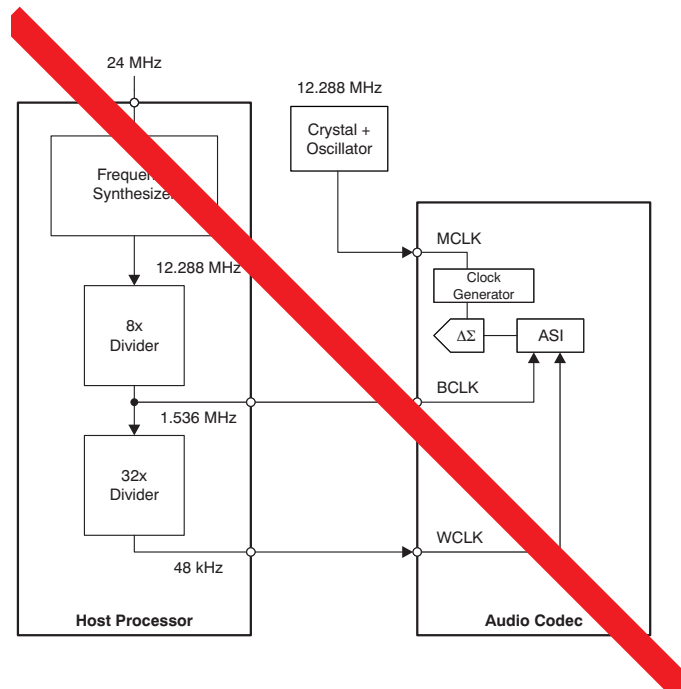 24 MHz
12.288 MHz
Crystal +
Oscillator
Synthesizer
12.288 MHz
MCLK
Clock
Generator
ΔΣ
ASI
8x
Divider
BCLK
1.536 MHz
32x
Divider
WCLK
48 kHz
Host Processor
Audio Codec